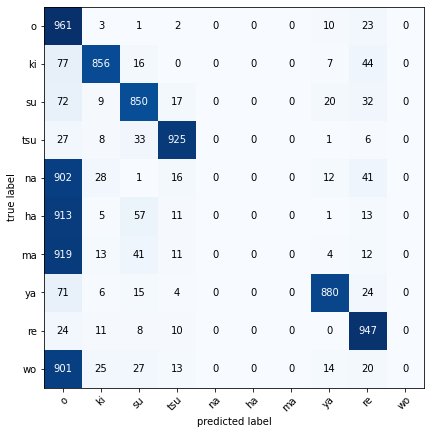 o 961 3 1 2 0 0 0 10 23 0
ki 77 856 16 0 0 0 0 7 44 0
su 72 9 850 17 0 0 0 20 32 0
tsu 27 8 33 925 0 0 0 1 6 0
na 902 28 1 16 0 0 0 12 41 0
ha 913 5 57 11 0 0 0 1 13 0
ma 919 13 41 11 0 0 0 4 12 0
ya 71 6 15 4 0 0 0 880 24 0
re 24 11 8 10 0 0 0 0 947 0
wo 901 25 27 13 0 0 0 14 20 0
o ki su tsu na ha ma ya re wo
predicted label
true label